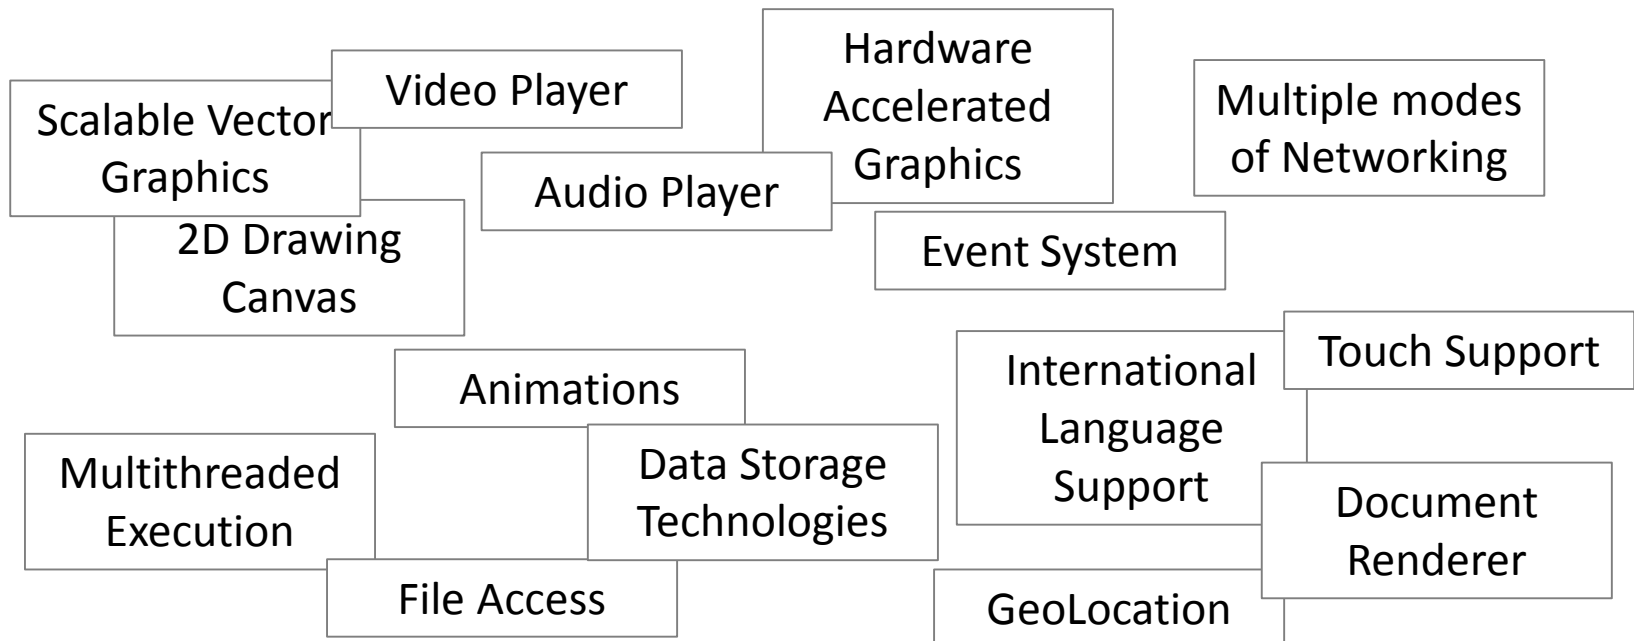 Scalable Vector
Graphics
Video Player
Hardware
Accelerated
Graphics
Multiple modes
of Networking
Audio Player
2D Drawing
Canvas
Event System
Animations
International
Language
Support
Touch Support
Multithreaded
Execution
Data Storage
Technologies
Document
Renderer
File Access
GeoLocation